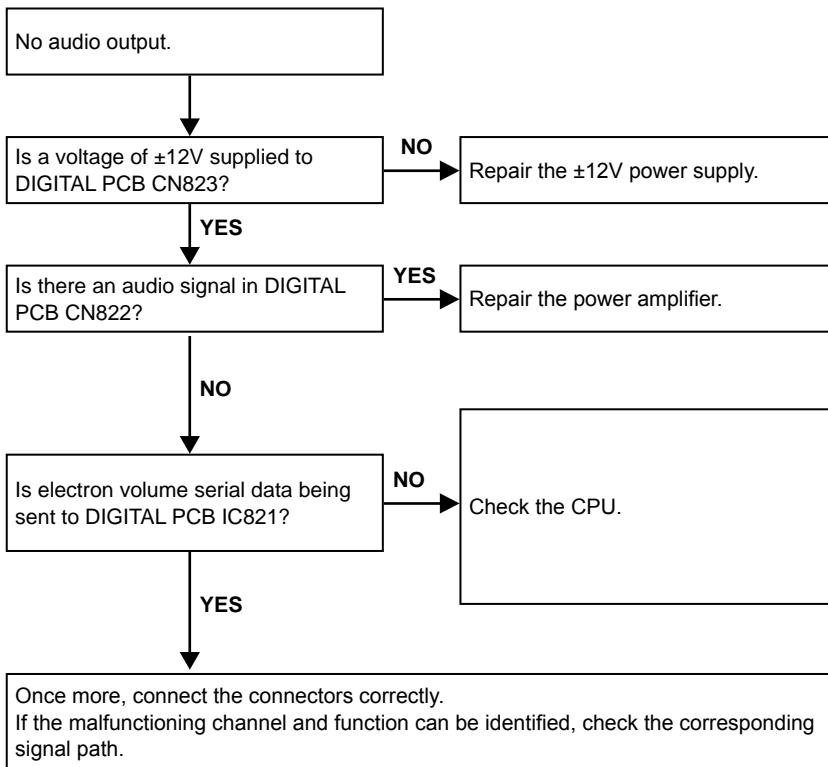 No audio output.
Is a voltage of ±12V supplied to
DIGITAL PCB CN823?
NO
Repair the ±12V power supply.
YES
Is there an audio signal in DIGITAL
PCB CN822?
YES
Repair the power amplifier.
NO
Is electron volume serial data being
sent to DIGITAL PCB IC821?
NO
Check the CPU.
YES
Once more, connect the connectors correctly.
If the malfunctioning channel and function can be identified, check the corresponding
signal path.